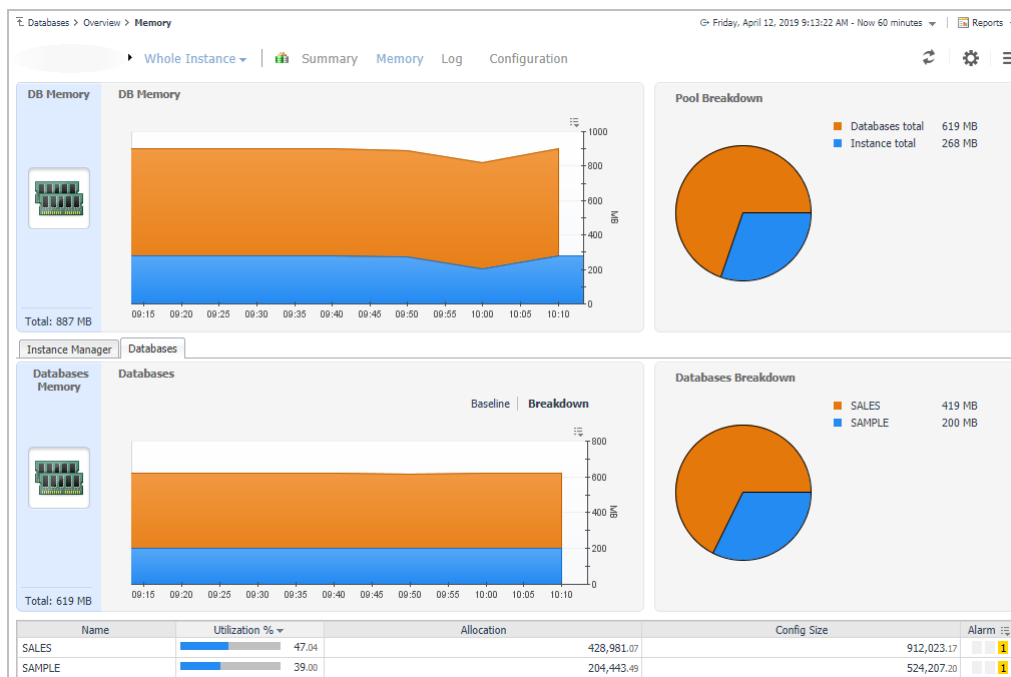 Databases > Overview > Memory
Friday, April 12, 2019 9:13:22 AM - Now 60 minutes
Reports
Whole Instance
Summary
Memory
Log
Configuration
DB Memory
Total: 887 MB
DB Memory
1000
800
600
400
200
0
MB
09:15 09:20 09:25 09:30 09:35 09:40 09:45 09:50 09:55 10:00 10:05 10:10
Pool Breakdown
Databases total 619 MB
Instance total 268 MB
Instance Manager
Databases
Databases
Memory
Total: 619 MB
Databases
Baseline
Breakdown
800
600
400
200
0
MB
09:15 09:20 09:25 09:30 09:35 09:40 09:45 09:50 09:55 10:00 10:05 10:10
Databases Breakdown
SALES 419 MB
SAMPLE 200 MB
Name Utilization % Allocation Config Size Alarm
SALES 47.04 428,981.07 912,023.17 1
SAMPLE 39.00 204,443.49 524,207.20 1